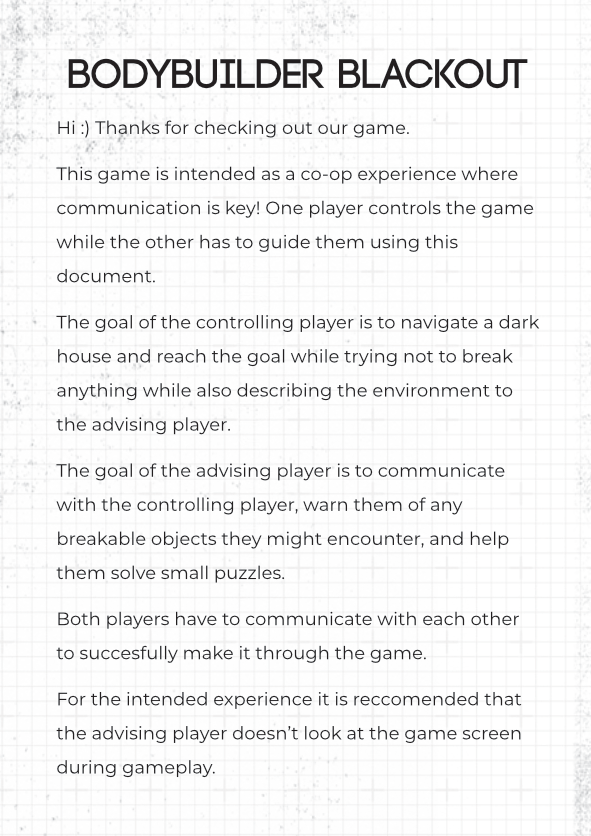 BODYBUILDER BLACKOUT
Hi :) Thanks for checking out our game.
This game is intended as a co-op experience where
communication is key! One player controls the game
while the other has to guide them using this
document.
The goal of the controlling player is to navigate a dark
house and reach the goal while trying not to break
anything while also describing the environment to
the advising player.
The goal of the advising player is to communicate
with the controlling player, warn them of any
breakable objects they might encounter, and help
them solve small puzzles.
Both players have to communicate with each other
to succesfully make it through the game.
For the intended experience it is reccomended that
the advising player doesn’t look at the game screen
during gameplay.